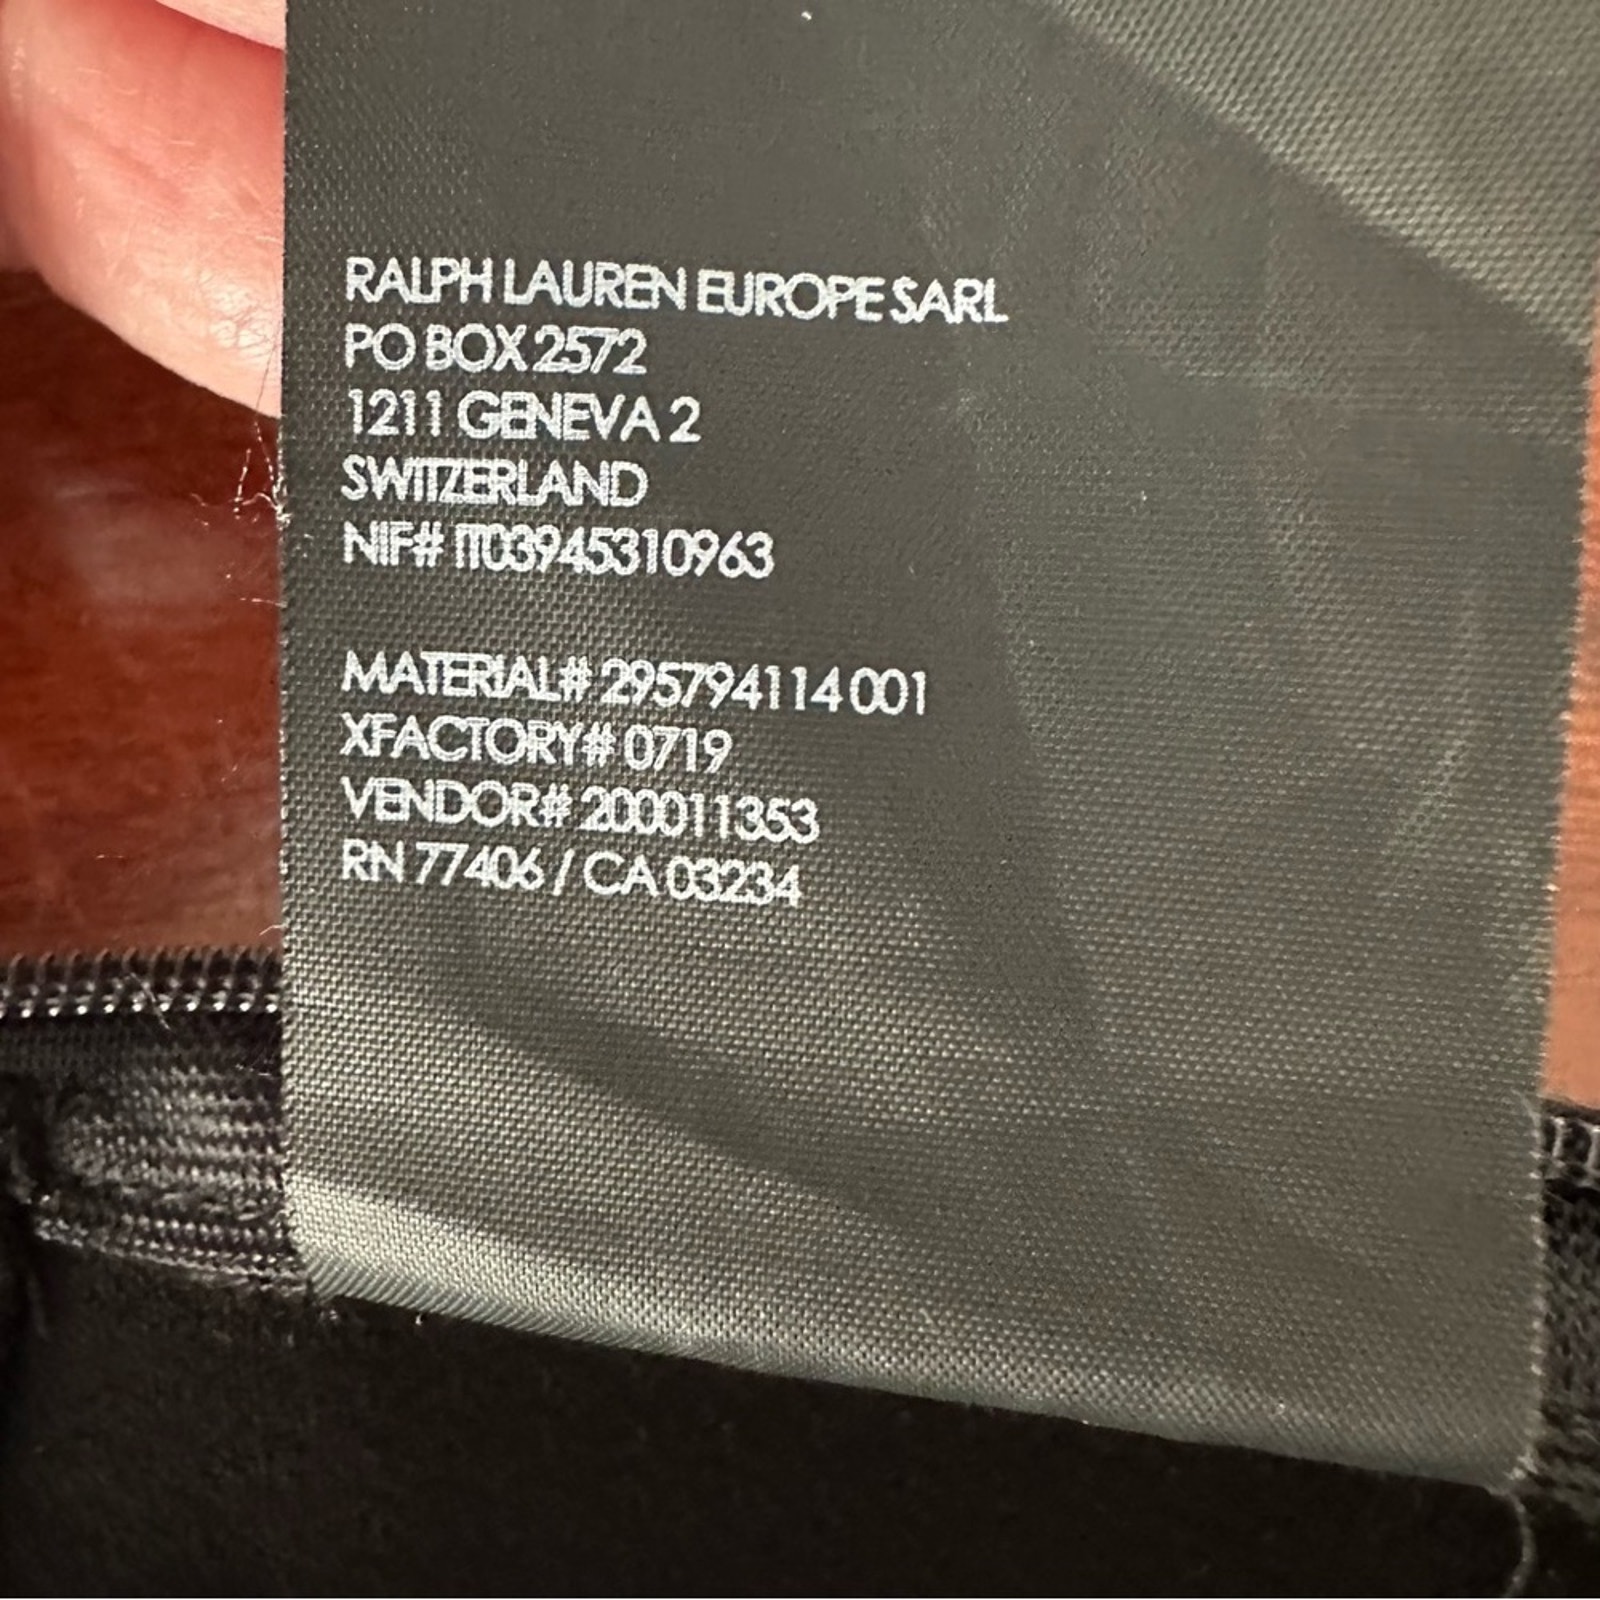 RALPH LAUREN EUROPE SARL
PO BOX 2572
1211 GENEVA 2
SWITZERLAND
NIF# IT03945310963
MATERIAL# 295794114 001
XFACTORY# 0719
VENDOR# 200011353
RN 77406 / CA 03234